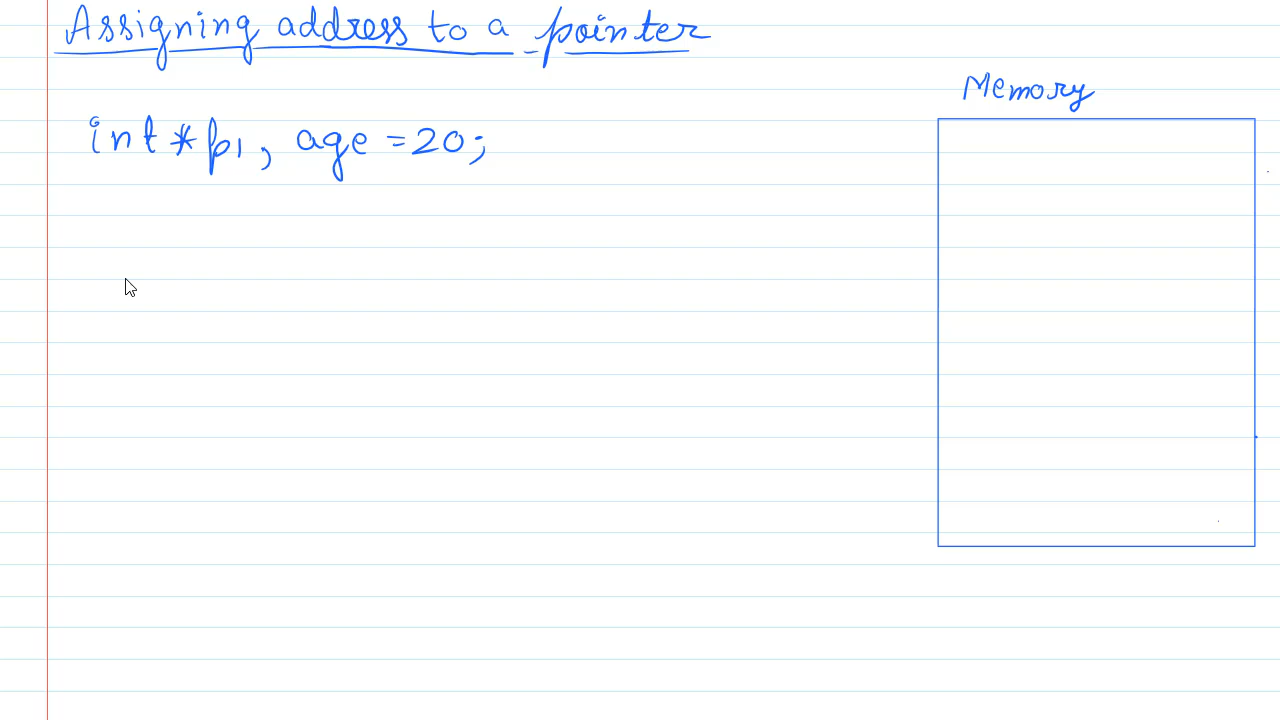 Assigning address to a pointer
Memory
int *p1, age = 20;